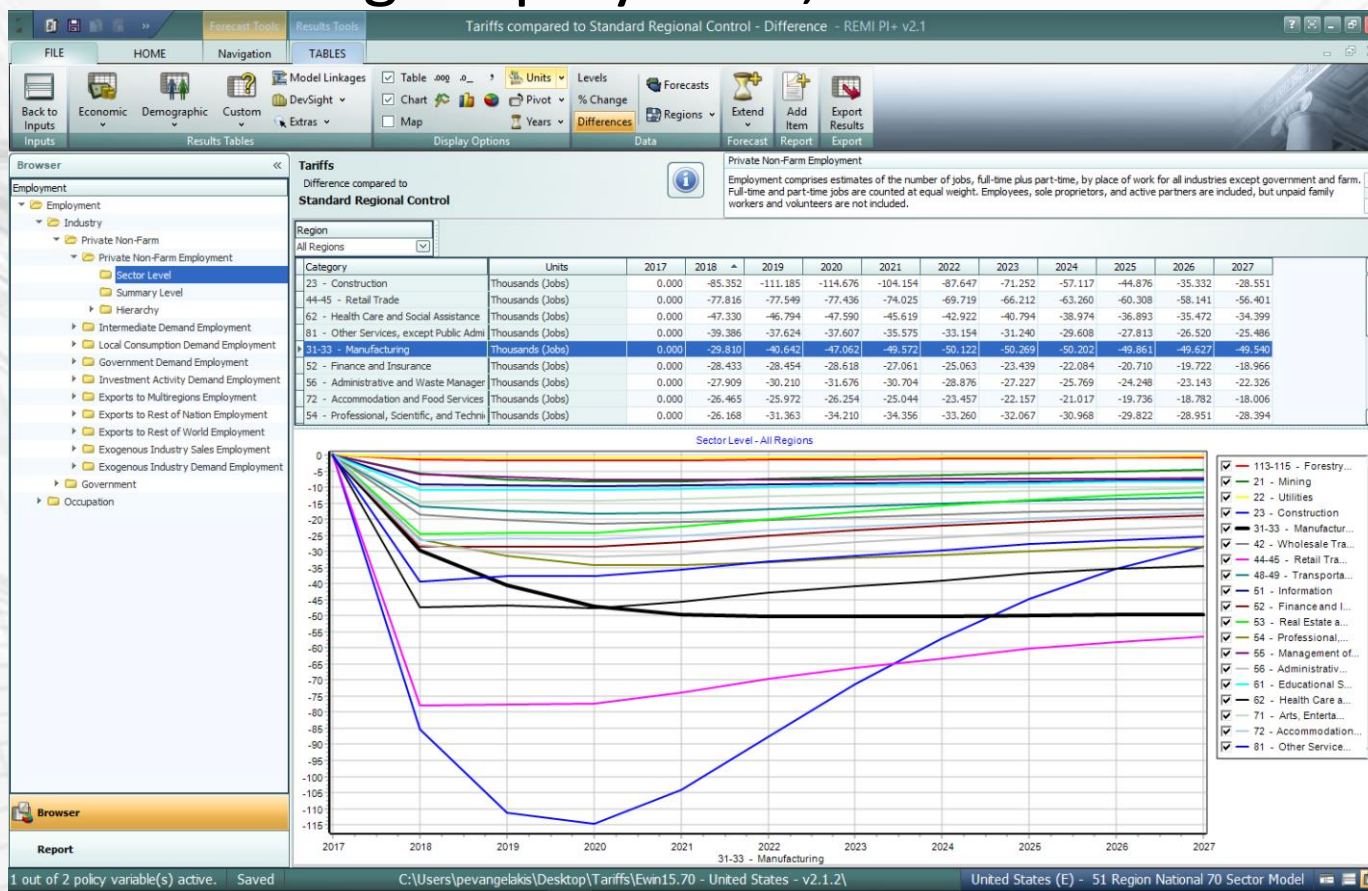 Tariffs compared to Standard Regional Control - Difference - REMI PI+ v2.1
Forecast Tools Results Tools
FILE HOME Navigation TABLES
Back to Inputs
Economic Demographic Custom
Model Linkages
DevSight
Extras
Table .000 .0_ , Units
Chart Pivot
Map Years
Levels
% Change
Differences
Forecasts
Regions
Extend
Add Item
Export Results
Inputs Results Tables Display Options Data Forecast Report Export
Browser «
Employment
Employment
Industry
Private Non-Farm
Private Non-Farm Employment
Sector Level
Summary Level
Hierarchy
Intermediate Demand Employment
Local Consumption Demand Employment
Government Demand Employment
Investment Activity Demand Employment
Exports to Multiregions Employment
Exports to Rest of Nation Employment
Exports to Rest of World Employment
Exogenous Industry Sales Employment
Exogenous Industry Demand Employment
Government
Occupation
Browser
Report
Tariffs
Difference compared to
Standard Regional Control
Private Non-Farm Employment
Employment comprises estimates of the number of jobs, full-time plus part-time, by place of work for all industries except government and farm.
Full-time and part-time jobs are counted at equal weight. Employees, sole proprietors, and active partners are included, but unpaid family
workers and volunteers are not included.
Region
All Regions
Category Units 2017 2018 2019 2020 2021 2022 2023 2024 2025 2026 2027
23 - Construction Thousands (Jobs) 0.000 -85.352 -111.185 -114.676 -104.154 -87.647 -71.252 -57.117 -44.876 -35.332 -28.551
44-45 - Retail Trade Thousands (Jobs) 0.000 -77.816 -77.549 -77.436 -74.025 -69.719 -66.212 -63.260 -60.308 -58.141 -56.401
62 - Health Care and Social Assistance Thousands (Jobs) 0.000 -47.330 -46.794 -47.590 -45.619 -42.922 -40.794 -38.974 -36.893 -35.472 -34.399
81 - Other Services, except Public Admi Thousands (Jobs) 0.000 -39.386 -37.624 -37.607 -35.575 -33.154 -31.240 -29.608 -27.813 -26.520 -25.486
31-33 - Manufacturing Thousands (Jobs) 0.000 -29.810 -40.642 -47.062 -49.572 -50.122 -50.269 -50.202 -49.861 -49.627 -49.540
52 - Finance and Insurance Thousands (Jobs) 0.000 -28.433 -28.454 -28.618 -27.061 -25.063 -23.439 -22.084 -20.710 -19.722 -18.966
56 - Administrative and Waste Manager Thousands (Jobs) 0.000 -27.909 -30.210 -31.676 -30.704 -28.876 -27.227 -25.769 -24.248 -23.143 -22.326
72 - Accommodation and Food Services Thousands (Jobs) 0.000 -26.465 -25.972 -26.254 -25.044 -23.457 -22.157 -21.017 -19.736 -18.782 -18.006
54 - Professional, Scientific, and Techni Thousands (Jobs) 0.000 -26.168 -31.363 -34.210 -34.356 -33.260 -32.067 -30.968 -29.822 -28.951 -28.394
Sector Level - All Regions
0
-5
-10
-15
-20
-25
-30
-35
-40
-45
-50
-55
-60
-65
-70
-75
-80
-85
-90
-95
-100
-105
-110
-115
2017 2018 2019 2020 2021 2022 2023 2024 2025 2026 2027
31-33 - Manufacturing
113-115 - Forestry...
21 - Mining
22 - Utilities
23 - Construction
31-33 - Manufactur...
42 - Wholesale Tra...
44-45 - Retail Tra...
48-49 - Transporta...
51 - Information
52 - Finance and I...
53 - Real Estate a...
54 - Professional,...
55 - Management of...
56 - Administrativ...
61 - Educational S...
62 - Health Care a...
71 - Arts, Enterta...
72 - Accommodation...
81 - Other Service...
1 out of 2 policy variable(s) active. Saved C:\Users\pevangelakis\Desktop\Tariffs\Ewin15.70 - United States - v2.1.2\ United States (E) - 51 Region National 70 Sector Model